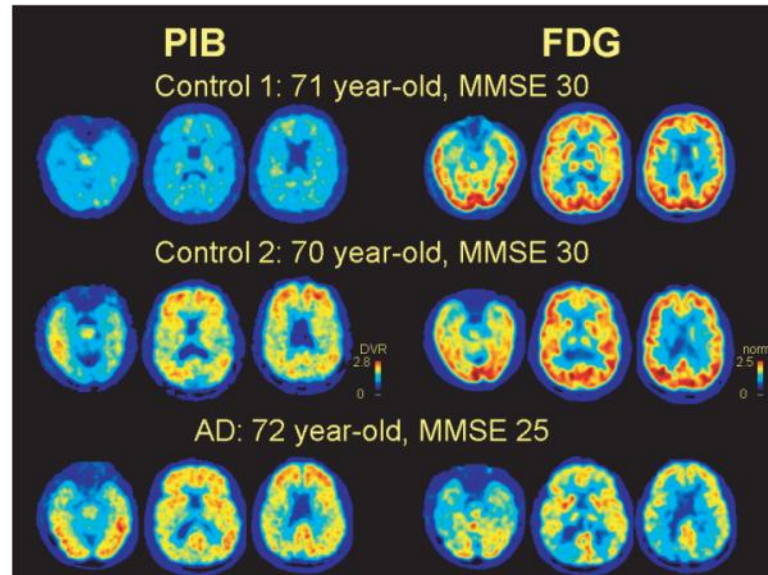 PIB FDG
Control 1: 71 year-old, MMSE 30
Control 2: 70 year-old, MMSE 30
DVR
2.8
0
norm
2.5
0
AD: 72 year-old, MMSE 25